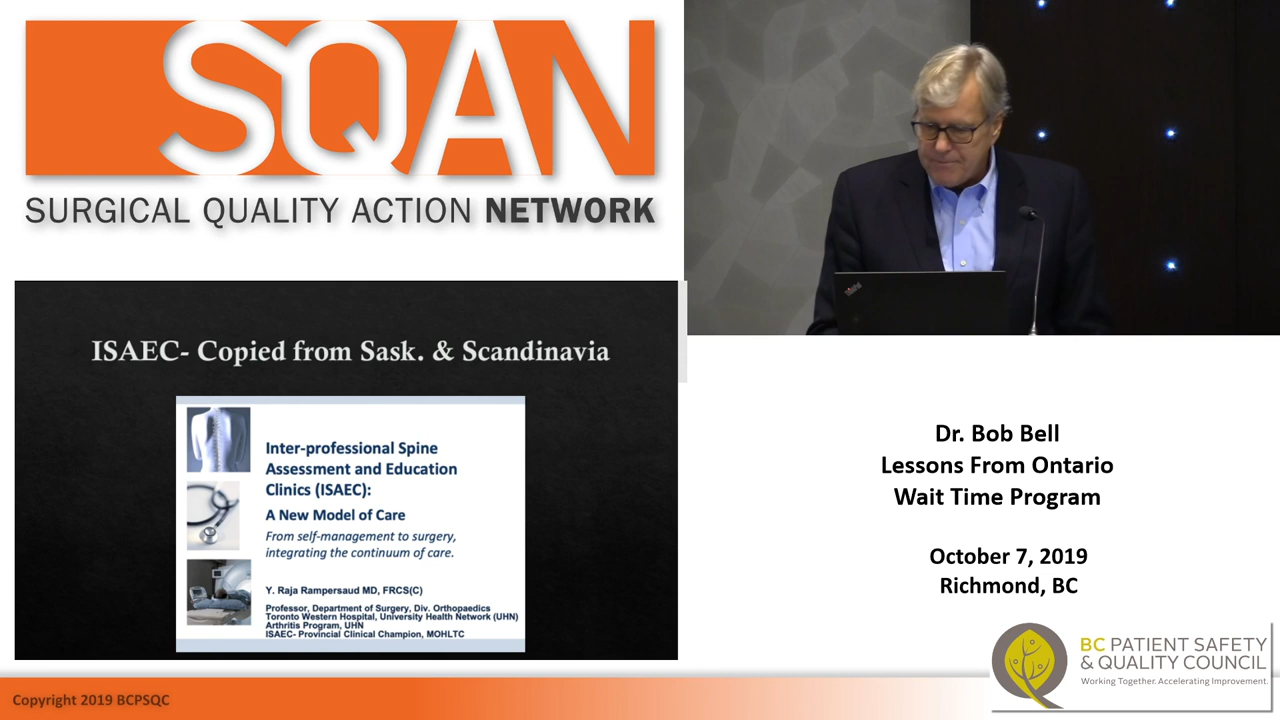 SQAN
SURGICAL QUALITY ACTION NETWORK
ISAEC- Copied from Sask. & Scandinavia
Inter-professional Spine
Assessment and Education
Clinics (ISAEC):
A New Model of Care
From self-management to surgery,
integrating the continuum of care.
Y. Raja Rampersaud MD, FRCS(C)
Professor, Department of Surgery, Div. Orthopaedics
Toronto Western Hospital, University Health Network (UHN)
Arthritis Program, UHN
ISAEC- Provincial Clinical Champion, MOHLTC
ThinkPad
Dr. Bob Bell
Lessons From Ontario
Wait Time Program
October 7, 2019
Richmond, BC
BC PATIENT SAFETY
& QUALITY COUNCIL
Working Together. Accelerating Improvement.
Copyright 2019 BCPSQC